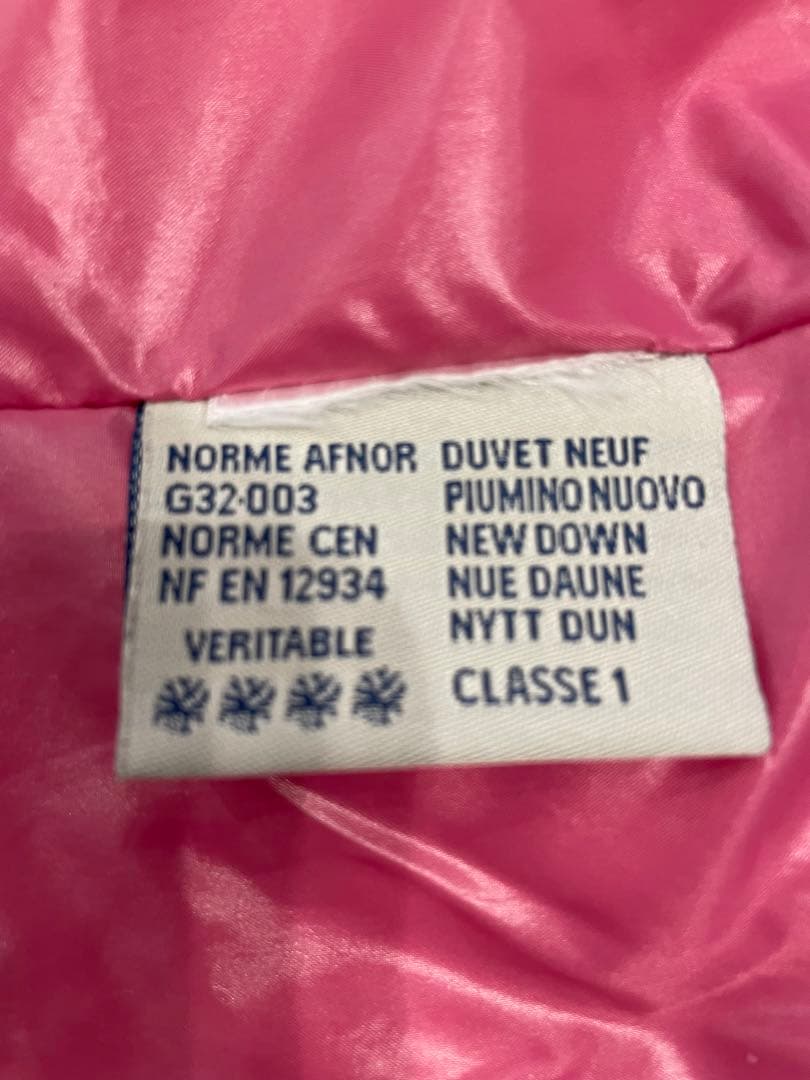 NORME AFNOR
G32·003
NORME CEN
NF EN 12934
VERITABLE
DUVET NEUF
PIUMINO NUOVO
NEW DOWN
NUE DAUNE
NYTT DUN
CLASSE 1